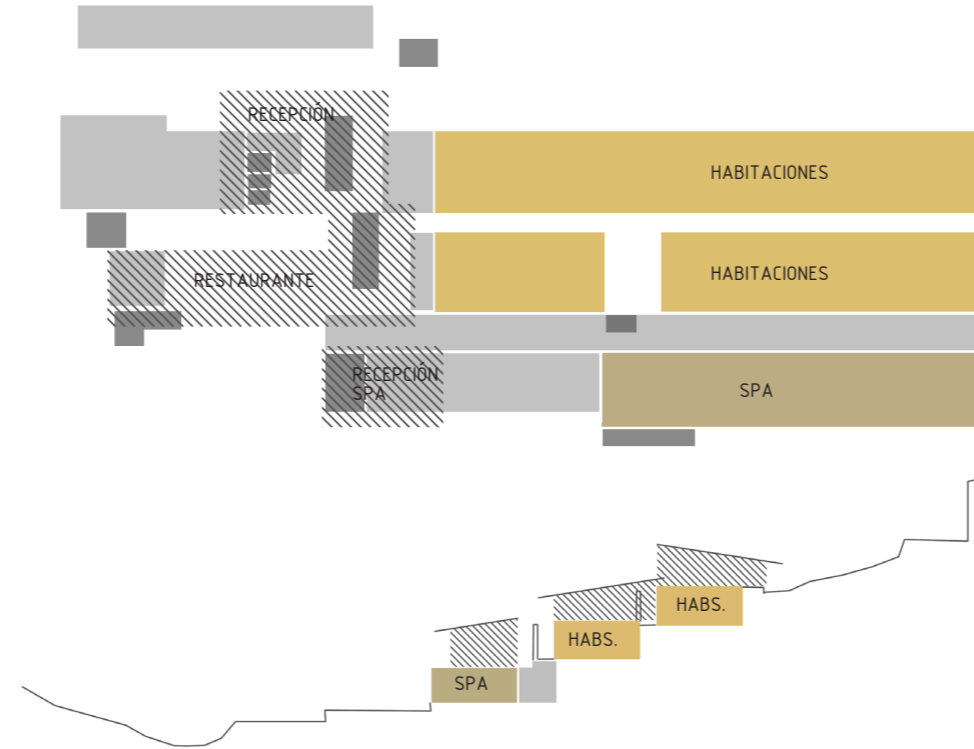 RECEPCIÓN
HABITACIONES
RESTAURANTE
HABITACIONES
RECEPCIÓN
SPA
SPA
HABS.
HABS.
SPA